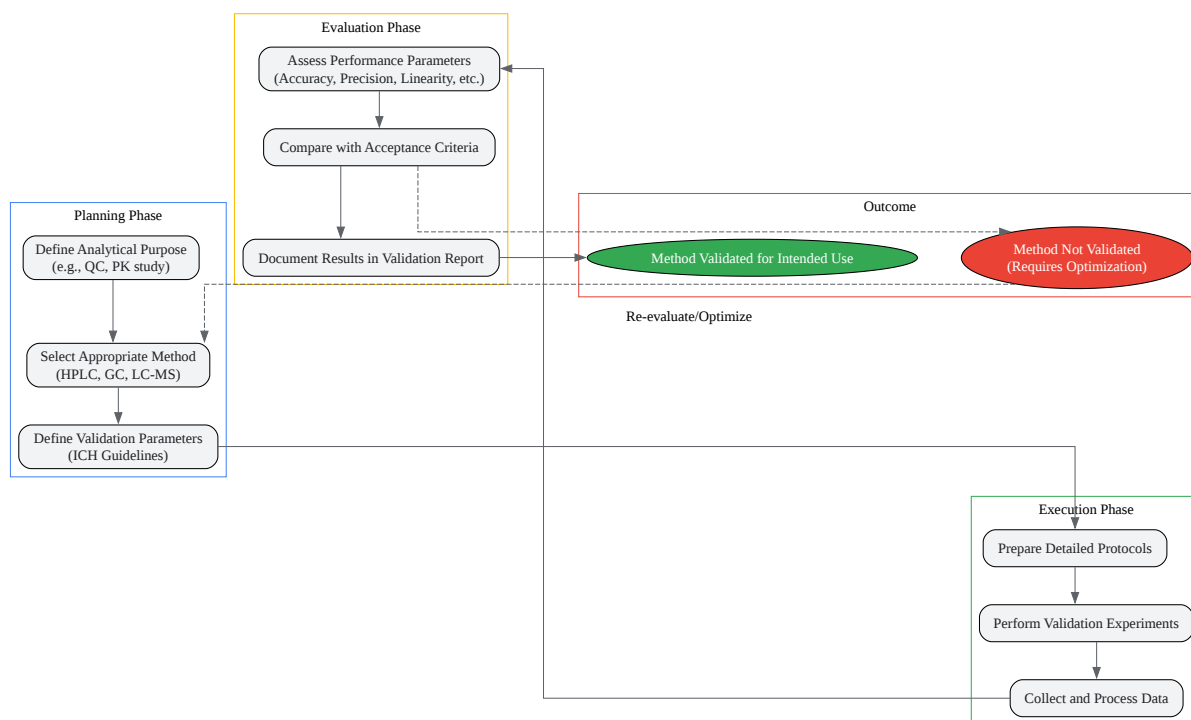 Evaluation Phase
Assess Performance Parameters
(Accuracy, Precision, Linearity, etc.)
Compare with Acceptance Criteria
Document Results in Validation Report
Planning Phase
Define Analytical Purpose
(e.g., QC, PK study)
Select Appropriate Method
(HPLC, GC, LC-MS)
Define Validation Parameters
(ICH Guidelines)
Outcome
Method Validated for Intended Use
Method Not Validated
(Requires Optimization)
Re-evaluate/Optimize
Execution Phase
Prepare Detailed Protocols
Perform Validation Experiments
Collect and Process Data